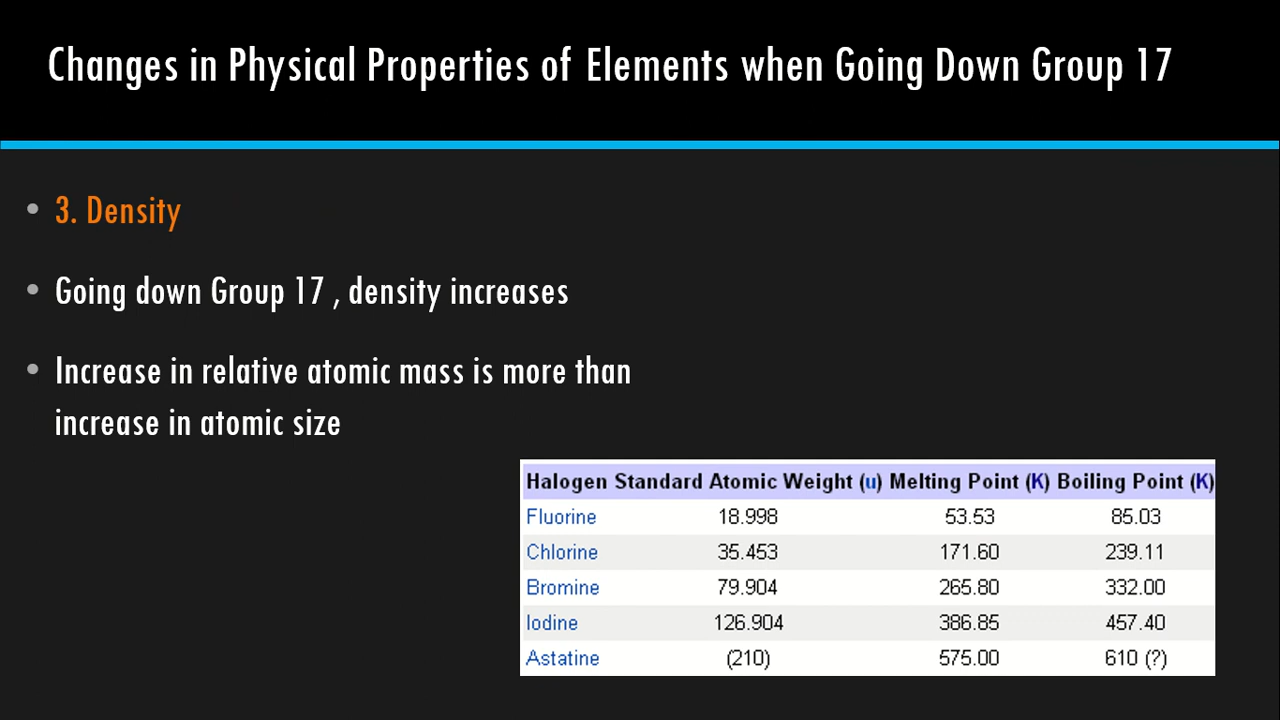 Changes in Physical Properties of Elements when Going Down Group 17
• 3. Density
• Going down Group 17 , density increases
• Increase in relative atomic mass is more than
increase in atomic size
Halogen Standard Atomic Weight (u) Melting Point (K) Boiling Point (K)
Fluorine 18.998 53.53 85.03
Chlorine 35.453 171.60 239.11
Bromine 79.904 265.80 332.00
Iodine 126.904 386.85 457.40
Astatine (210) 575.00 610 (?)